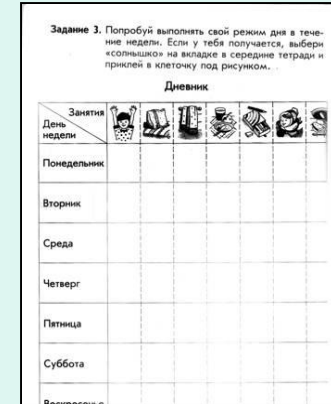 Задание 3. Попробуй выполнять свой режим дня в тече-
ние недели. Если у тебя получается, выбери
«солнышко» на вкладке в середине тетради и
приклей в клеточку под рисунком.
Дневник
Занятия
День
недели
Понедельник
Вторник
Среда
Четверг
Пятница
Суббота
Воскресенье